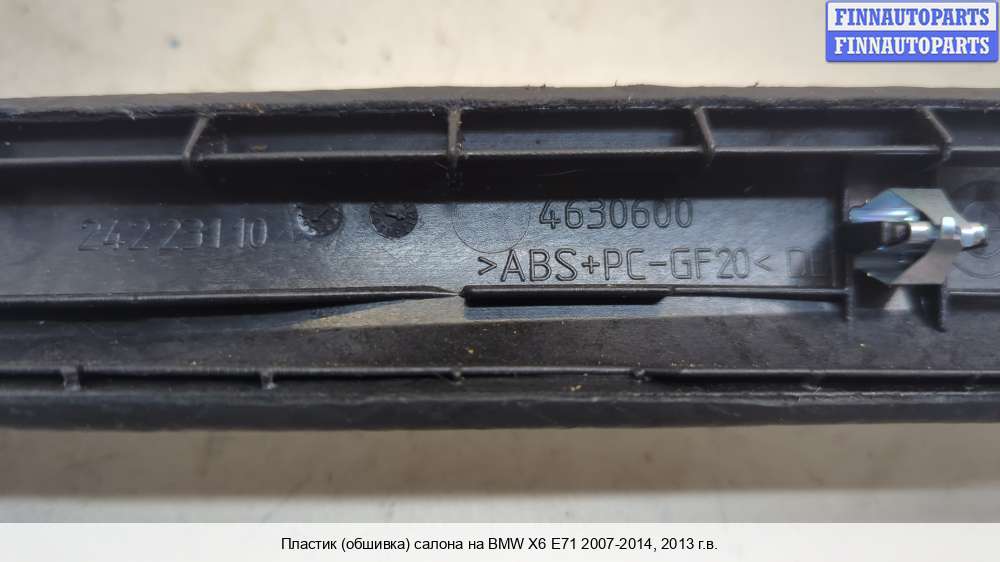 FINNAUTOPARTS
FINNAUTOPARTS
4630600
24223110
>ABS+PC-GF20<
Пластик (обшивка) салона на BMW X6 E71 2007-2014, 2013 г.в.